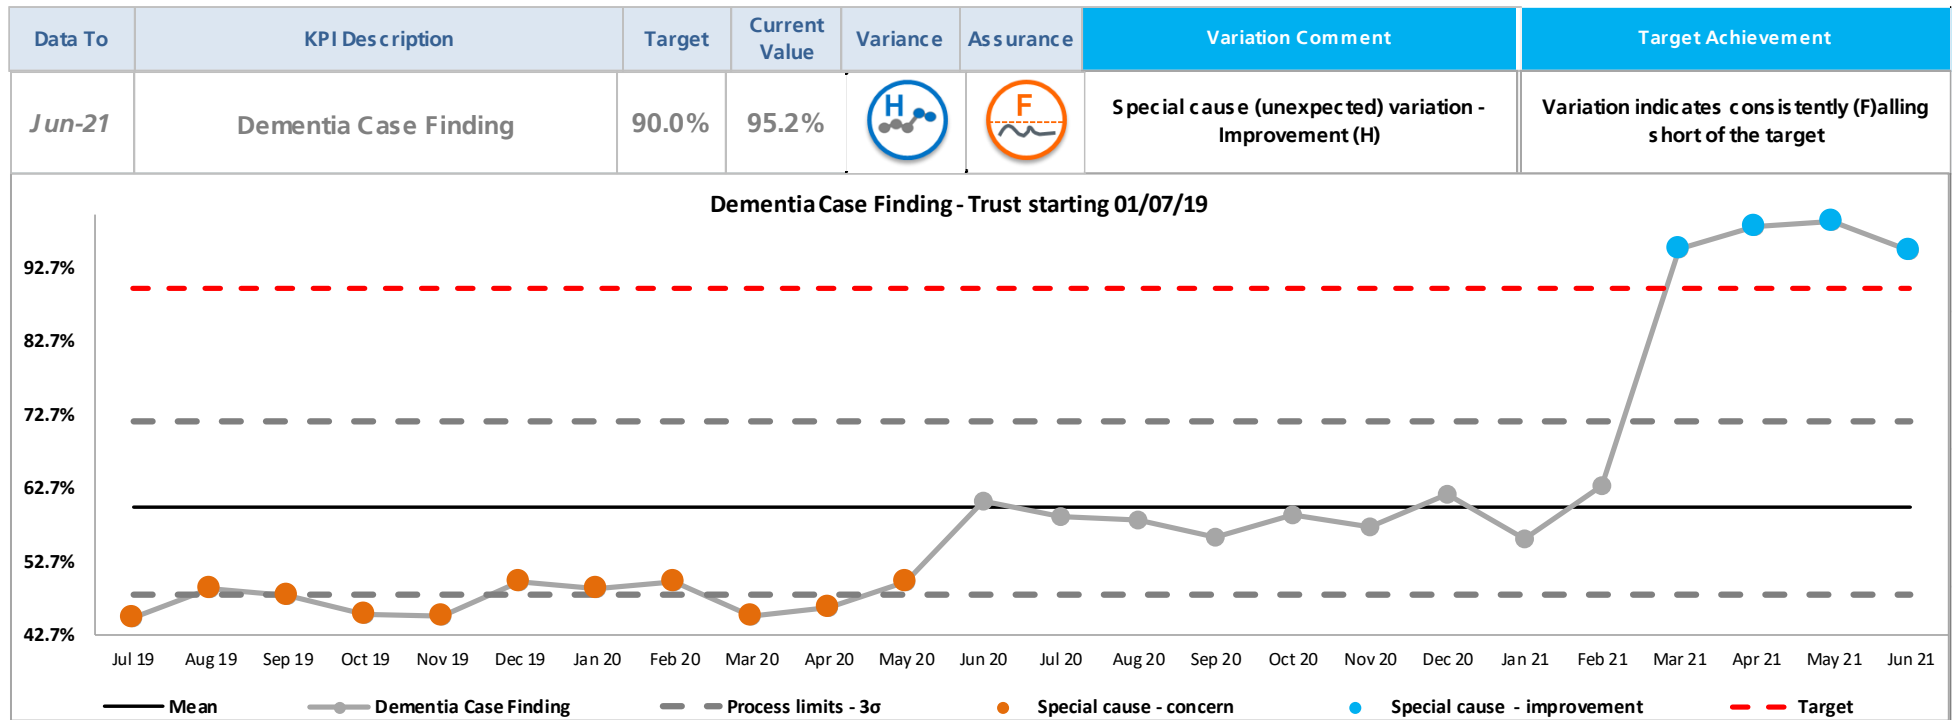 Data To
KPI Description
Target
Current
Value
Variance
Assurance
Variation Comment
Target Achievement
Jun-21
Dementia Case Finding
90.0%
95.2%
H
F
Special cause (unexpected) variation -
Improvement (H)
Variation indicates consistently (F)alling
short of the target
Dementia Case Finding - Trust starting 01/07/19
92.7%
82.7%
72.7%
62.7%
52.7%
42.7%
Jul 19 Aug 19 Sep 19 Oct 19 Nov 19 Dec 19 Jan 20 Feb 20 Mar 20 Apr 20 May 20 Jun 20 Jul 20 Aug 20 Sep 20 Oct 20 Nov 20 Dec 20 Jan 21 Feb 21 Mar 21 Apr 21 May 21 Jun 21
Mean Dementia Case Finding Process limits - 3σ Special cause - concern Special cause - improvement Target